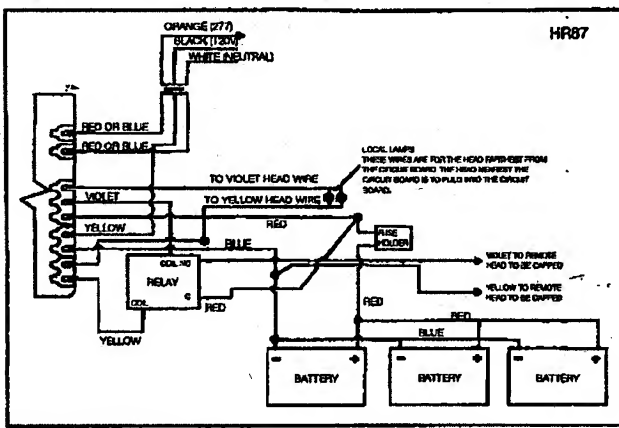 HR87
ORANGE (277)
BLACK (120V)
WHITE (NEUTRAL)
RED OR BLUE
RED OR BLUE
LOCAL LAMPS
THESE WIRES ARE FOR THE HEAD FARTHEST FROM
THE CIRCUIT BOARD. THE HEAD NEAREST THE
CIRCUIT BOARD IS TO INTO THE CIRCUIT
BOARD.
TO VIOLET HEAD WIRE
VIOLET
TO YELLOW HEAD WIRE
RED
YELLOW
BLUE
FUSE
HOLDER
COIL NO
VIOLET TO REMOTE
HEAD TO BE CAPPED
RELAY
YELLOW TO REMOTE
HEAD TO BE CAPPED
COIL
C
RED
RED
RED
YELLOW
BLUE
- +
- +
- +
BATTERY
BATTERY
BATTERY